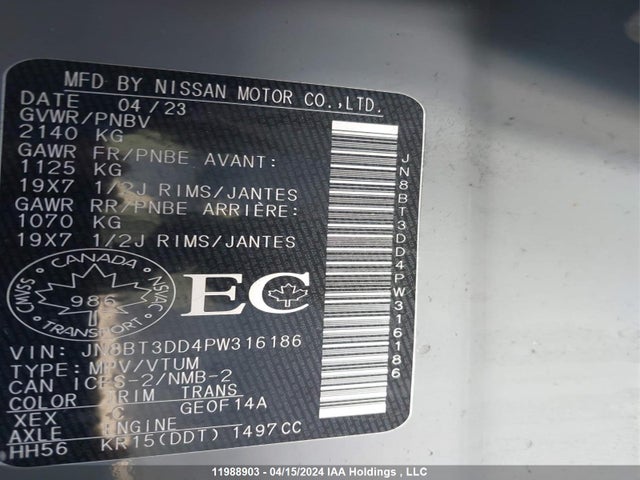 MFD BY NISSAN MOTOR CO.,LTD.
DATE 04/23
GVWR/PNBV
2140 KG
GAWR FR/PNBE AVANT:
1125 KG
19X7 1/2J RIMS/JANTES
GAWR RR/PNBE ARRIÈRE:
1070 KG
19X7 1/2J RIMS/JANTES
CANADA
CMVSS 986 NSVAC
TRANSPORT
EC
VIN: JN8BT3DD4PW316186
TYPE: MPV/VTUM
CAN ICES-2/NMB-2
COLOR TRIM TRANS
XEX C GE0F14A
AXLE ENGINE
HH56 KR15(DDT) 1497CC
JN8BT3DD4PW316186
11988903 - 04/15/2024 IAA Holdings , LLC